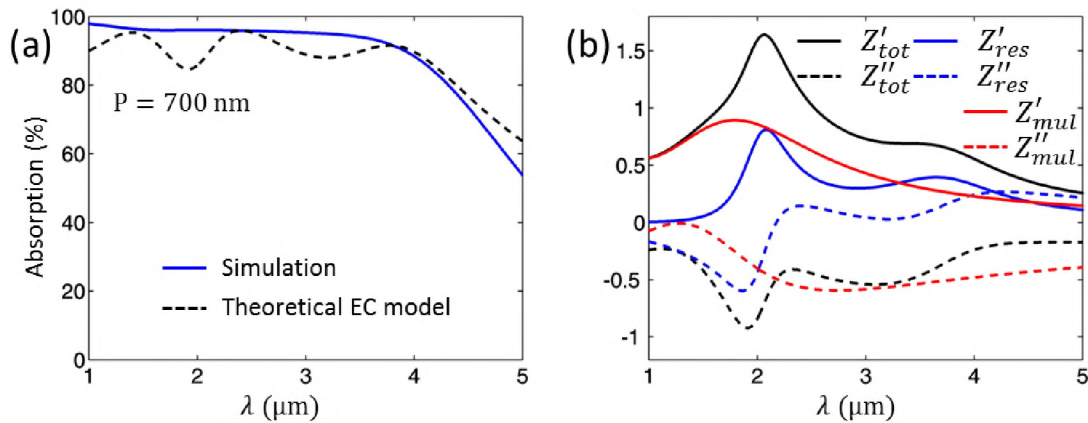 (a)
Absorption (%)
100
80
60
40
20
0
P = 700 nm
Simulation
Theoretical EC model
1 2 3 4 5
λ (μm)
(b)
Z'tot Z'res
Z''tot Z''res
Z'mul
Z''mul
1.5
1
0.5
0
-0.5
-1
1 2 3 4 5
λ (μm)